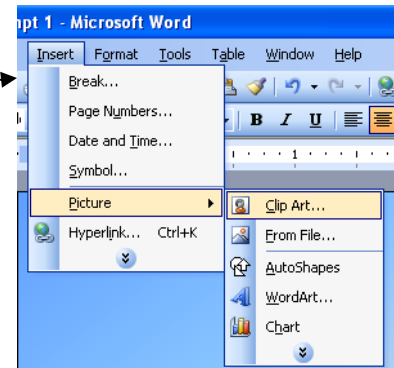 npt 1 - Microsoft Word
Insert Format Tools Table Window Help
Break...
Page Numbers...
Date and Time...
Symbol...
Picture
Hyperlink... Ctrl+K
B I U
1
Clip Art...
From File...
AutoShapes
WordArt...
Chart